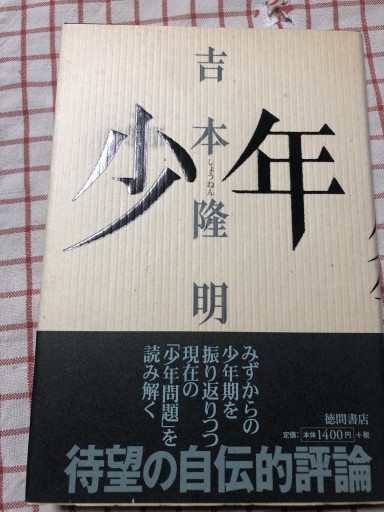 少年
しょうねん
吉本隆明
みずからの
少年期を
振り返りつつ
現在の
「少年問題」を
読み解く
徳間書店
定価:本体1400円+税
待望の自伝的評論